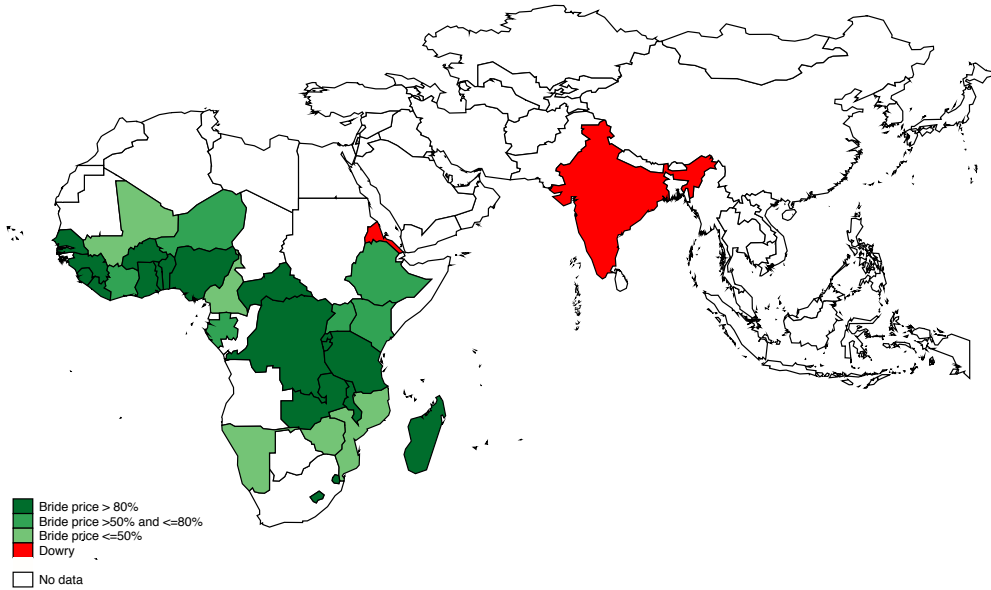 Bride price > 80%
Bride price >50% and <=80%
Bride price <=50%
Dowry
No data